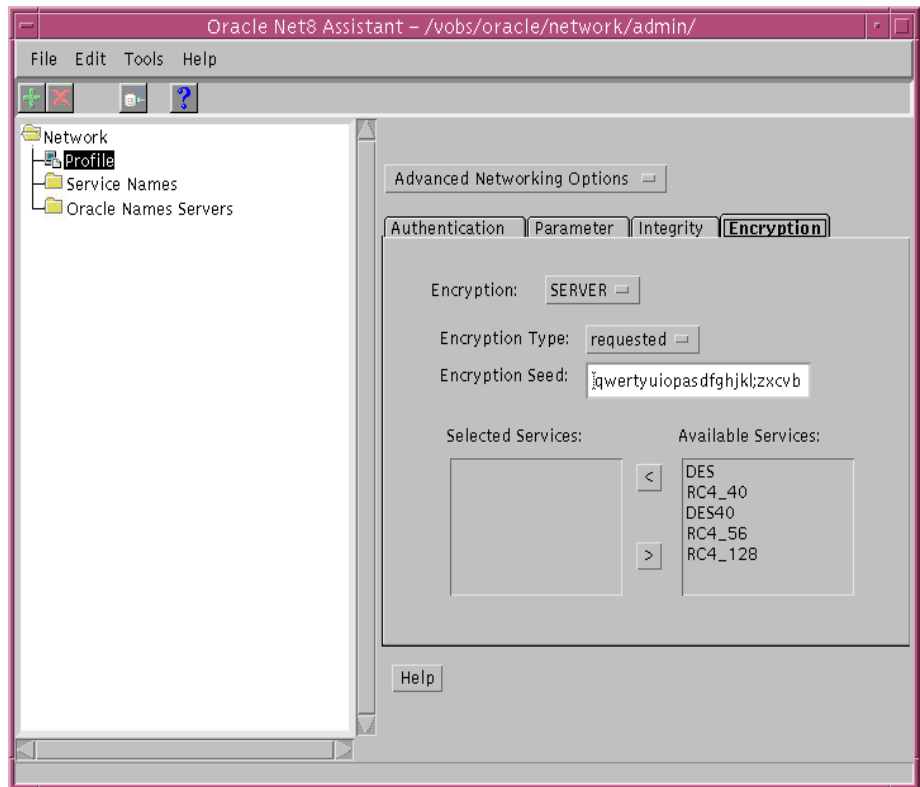 Oracle Net8 Assistant – /vobs/oracle/network/admin/
File Edit Tools Help
?
Network
Profile
Service Names
Oracle Names Servers
Advanced Networking Options
Authentication Parameter Integrity Encryption
Encryption: SERVER
Encryption Type: requested
Encryption Seed: qwertyuiopasdfghjkl;zxcvb
Selected Services: Available Services:
<
DES
RC4_40
DES40
RC4_56
>
RC4_128
Help